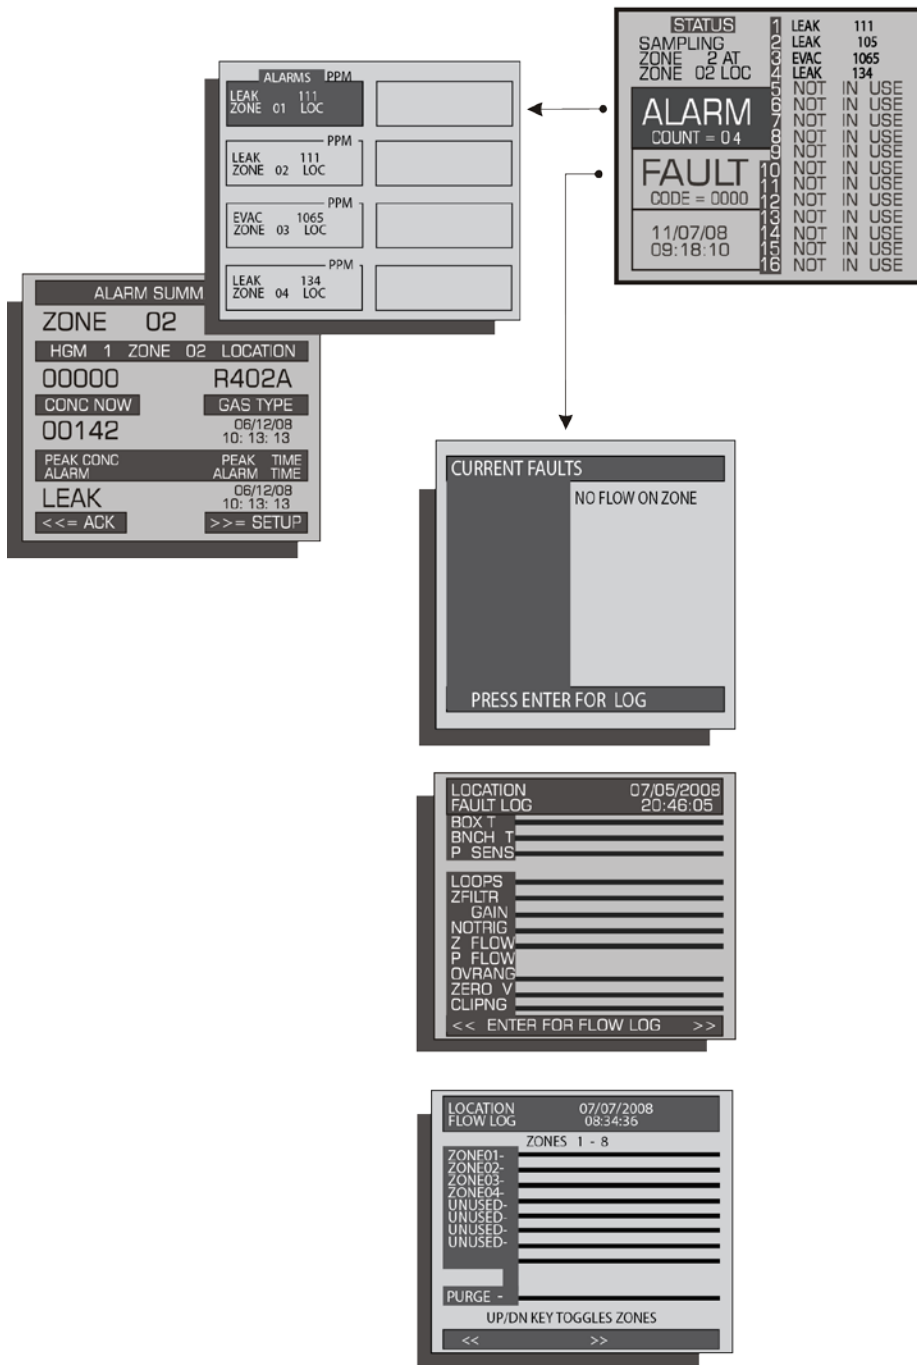 STATUS
SAMPLING
ZONE 2 AT
ZONE 02 LOC
ALARM
COUNT = 04
FAULT
CODE = 0000
11/07/08
09:18:10
1 LEAK 111
2 LEAK 105
3 EVAC 1065
4 LEAK 134
5 NOT IN USE
6 NOT IN USE
7 NOT IN USE
8 NOT IN USE
9 NOT IN USE
10 NOT IN USE
11 NOT IN USE
12 NOT IN USE
13 NOT IN USE
14 NOT IN USE
15 NOT IN USE
16 NOT IN USE
ALARMS PPM
LEAK 111
ZONE 01 LOC
PPM
LEAK 111
ZONE 02 LOC
PPM
EVAC 1065
ZONE 03 LOC
PPM
LEAK 134
ZONE 04 LOC
ALARM SUMM
ZONE 02
HGM 1 ZONE 02 LOCATION
00000 R402A
CONC NOW GAS TYPE
00142 06/12/08
10: 13: 13
PEAK CONC PEAK TIME
ALARM ALARM TIME
LEAK 06/12/08
10: 13: 13
<<= ACK >>= SETUP
CURRENT FAULTS
NO FLOW ON ZONE
PRESS ENTER FOR LOG
LOCATION 07/05/2008
FAULT LOG 20:46:05
BOX T
BNCH T
P SENS
LOOPS
ZFILTR
GAIN
NOTRIG
Z FLOW
P FLOW
OVRANG
ZERO V
CLIPNG
<< ENTER FOR FLOW LOG >>
LOCATION 07/07/2008
FLOW LOG 08:34:36
ZONES 1 - 8
ZONE01-
ZONE02-
ZONE03-
ZONE04-
UNUSED-
UNUSED-
UNUSED-
UNUSED-
PURGE -
UP/DN KEY TOGGLES ZONES
<< >>